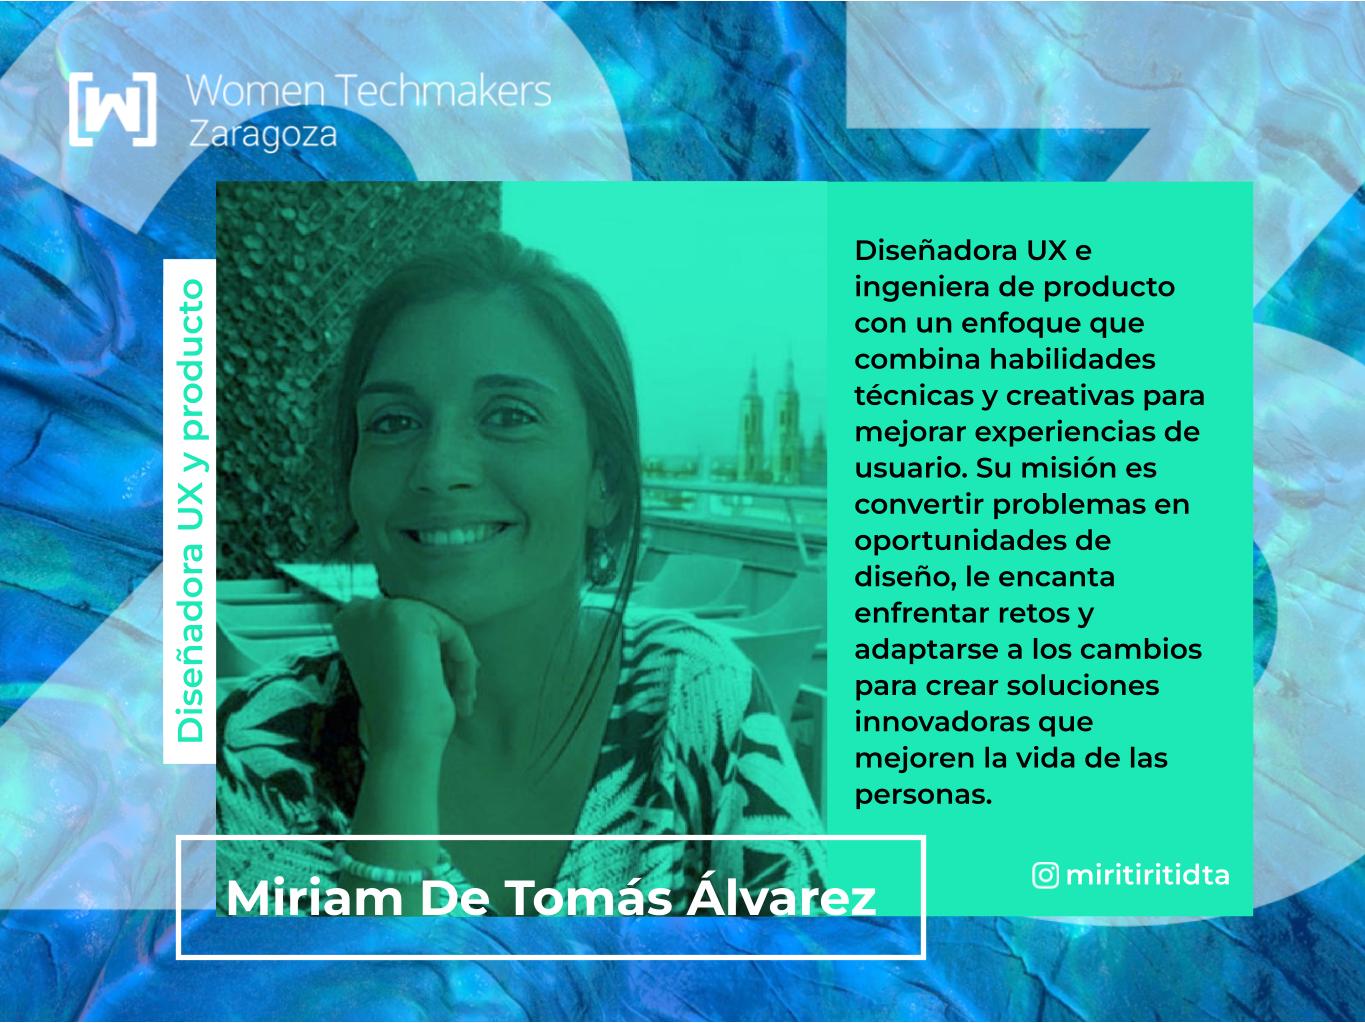 Women Techmakers
Zaragoza
Diseñadora UX y producto
Diseñadora UX e
ingeniera de producto
con un enfoque que
combina habilidades
técnicas y creativas para
mejorar experiencias de
usuario. Su misión es
convertir problemas en
oportunidades de
diseño, le encanta
enfrentar retos y
adaptarse a los cambios
para crear soluciones
innovadoras que
mejoren la vida de las
personas.
miritiritidta
Miriam De Tomás Álvarez